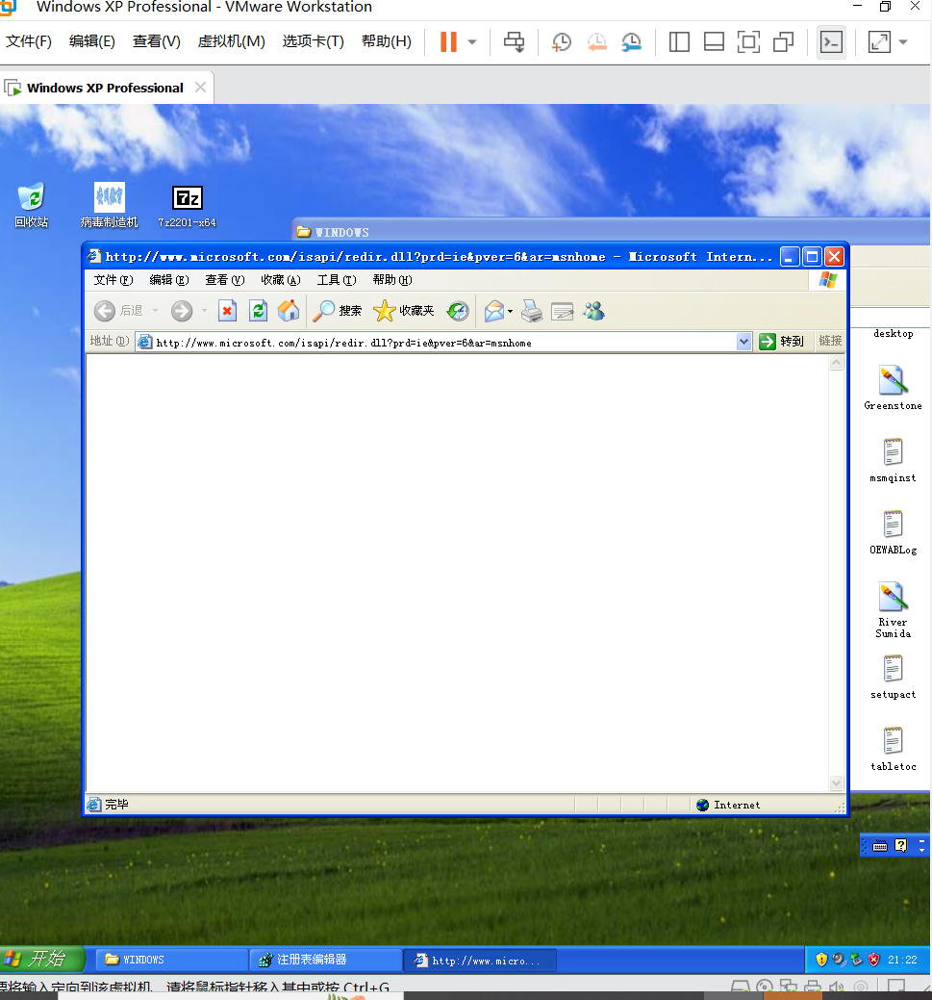 Windows XP Professional - VMware Workstation
文件(F) 编辑(E) 查看(V) 虚拟机(M) 选项卡(T) 帮助(H)
Windows XP Professional
回收站
病毒制造机
7z
7z2201-x64
WINDOWS
http://www.microsoft.com/isapi/redir.dll?prd=ie&pver=6&ar=msnhome - Microsoft Intern...
文件(F) 编辑(E) 查看(V) 收藏(A) 工具(T) 帮助(H)
后退 搜索 收藏夹
地址(D) http://www.microsoft.com/isapi/redir.dll?prd=ie&pver=6&ar=msnhome 转到 链接
desktop
Greenstone
msmqinst
OEWABLog
River
Sumida
setupact
tabletoc
完毕 Internet
开始 WINDOWS 注册表编辑器 http://www.micro... 21:22
要将输入定向到该虚拟机，请将鼠标指针移入其中或按 Ctrl+G。